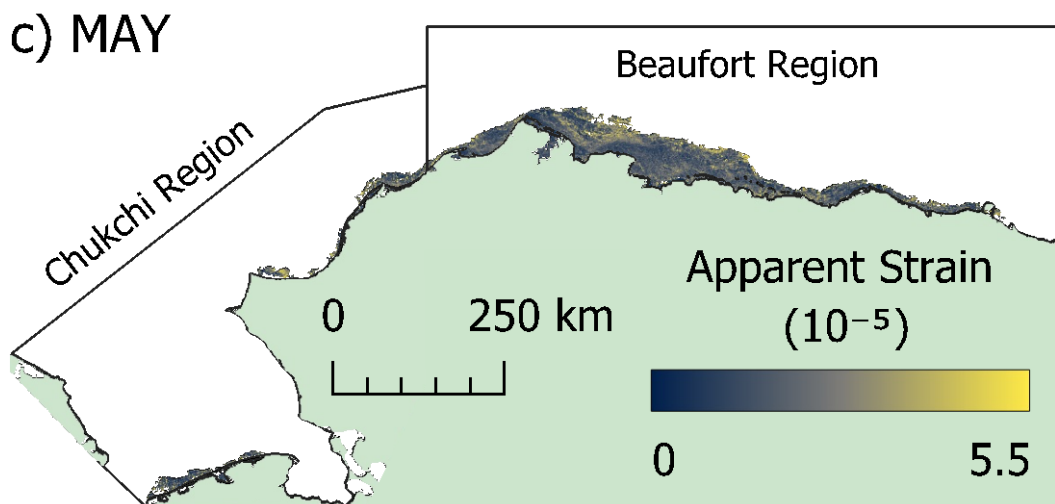 c) MAY
Beaufort Region
Chukchi Region
Apparent Strain
(10⁻⁵)
0 250 km
0 5.5